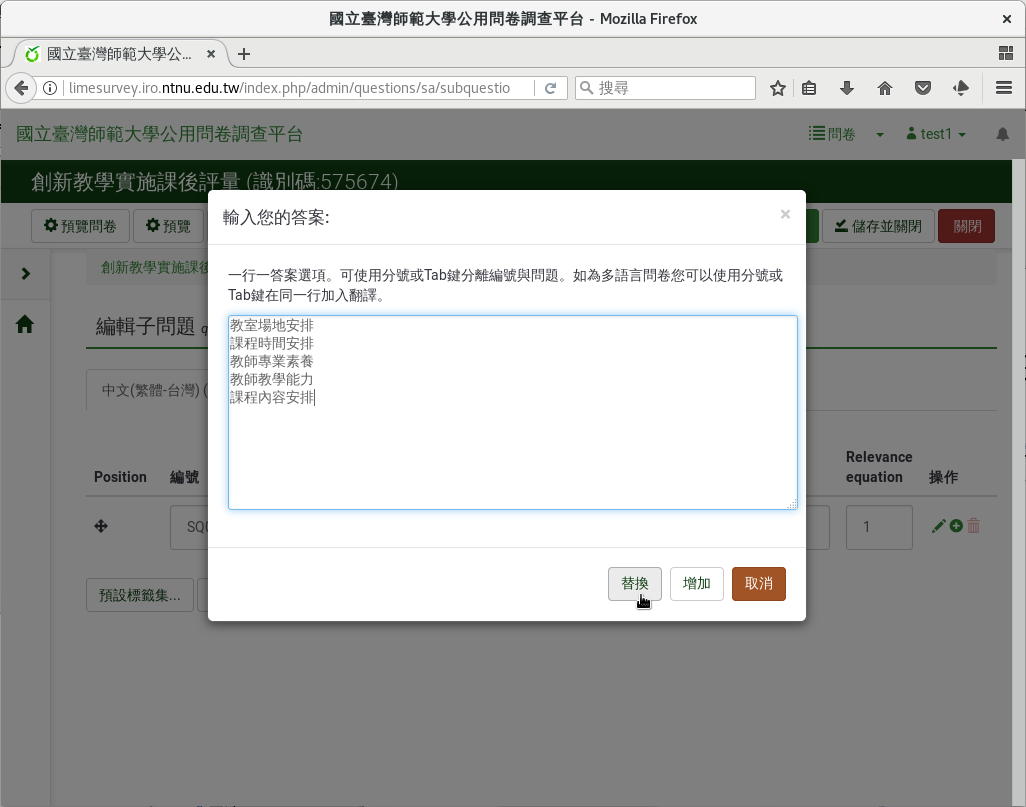 國立臺灣師範大學公用問卷調查平台 - Mozilla Firefox
國立臺灣師範大學公...
limesurvey.iro.ntnu.edu.tw/index.php/admin/questions/sa/subquestio
搜尋
國立臺灣師範大學公用問卷調查平台
問卷
test1
創新教學實施課後評量 (識別碼:575674)
預覽問卷
預覽
儲存並關閉
關閉
輸入您的答案:
×
創新教學實施課後
一行一答案選項。可使用分號或Tab鍵分離編號與問題。如為多語言問卷您可以使用分號或
Tab鍵在同一行加入翻譯。
編輯子問題
教室場地安排
課程時間安排
教師專業素養
教師教學能力
課程內容安排
中文(繁體-台灣) (
Position
編號
Relevance
equation
操作
SQ
1
預設標籤集...
替換
增加
取消